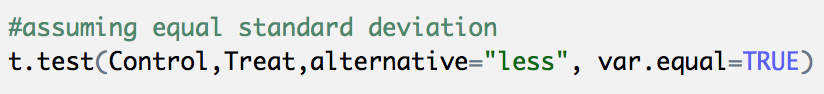 #assuming equal standard deviation
t.test(Control,Treat,alternative="less", var.equal=TRUE)